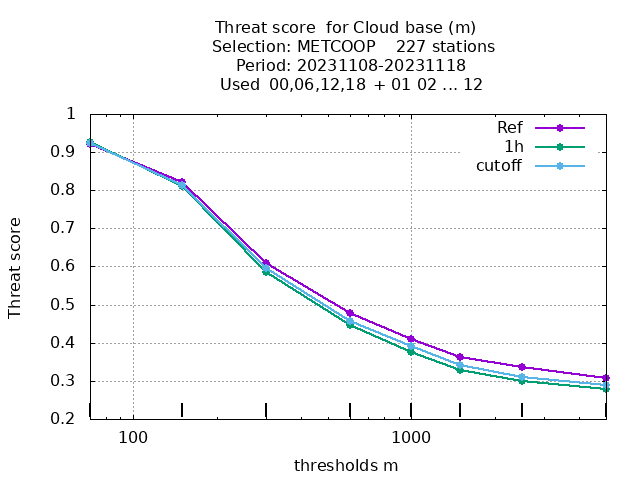 Threat score  for Cloud base (m)
Selection: METCOOP    227 stations
Period: 20231108-20231118
Used  00,06,12,18  + 01 02 ... 12
Ref
1h
cutoff
1
0.9
0.8
0.7
0.6
0.5
0.4
0.3
0.2
Threat score
100
1000
thresholds m